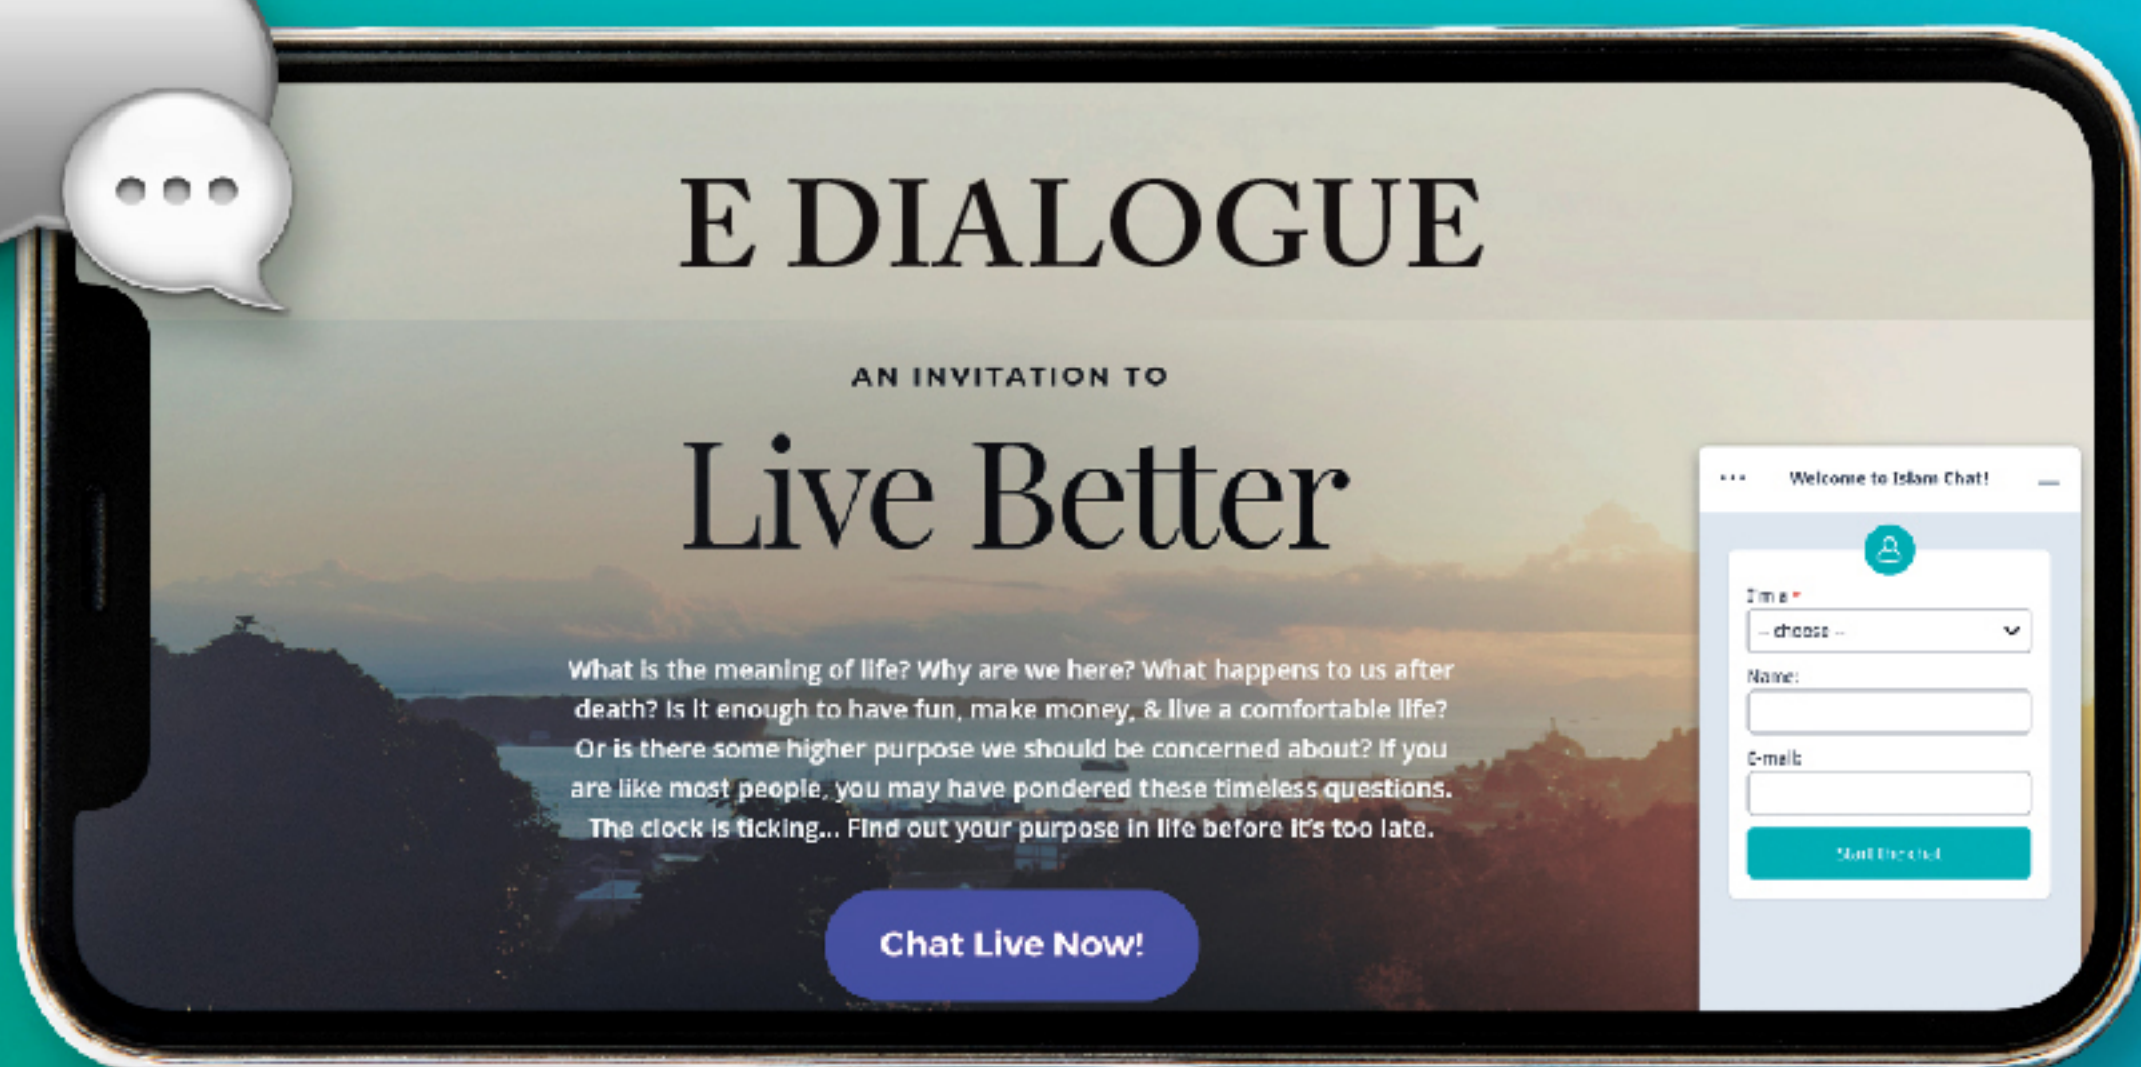 E DIALOGUE
AN INVITATION TO
Live Better
What is the meaning of life? Why are we here? What happens to us after
death? Is it enough to have fun, make money, & live a comfortable life?
Or is there some higher purpose we should be concerned about? If you
are like most people, you may have pondered these timeless questions.
The clock is ticking... Find out your purpose in life before it's too late.
Chat Live Now!
Welcome to Islam Chat!
I'm a *
-- choose --
Name:
E-mail:
Start the chat